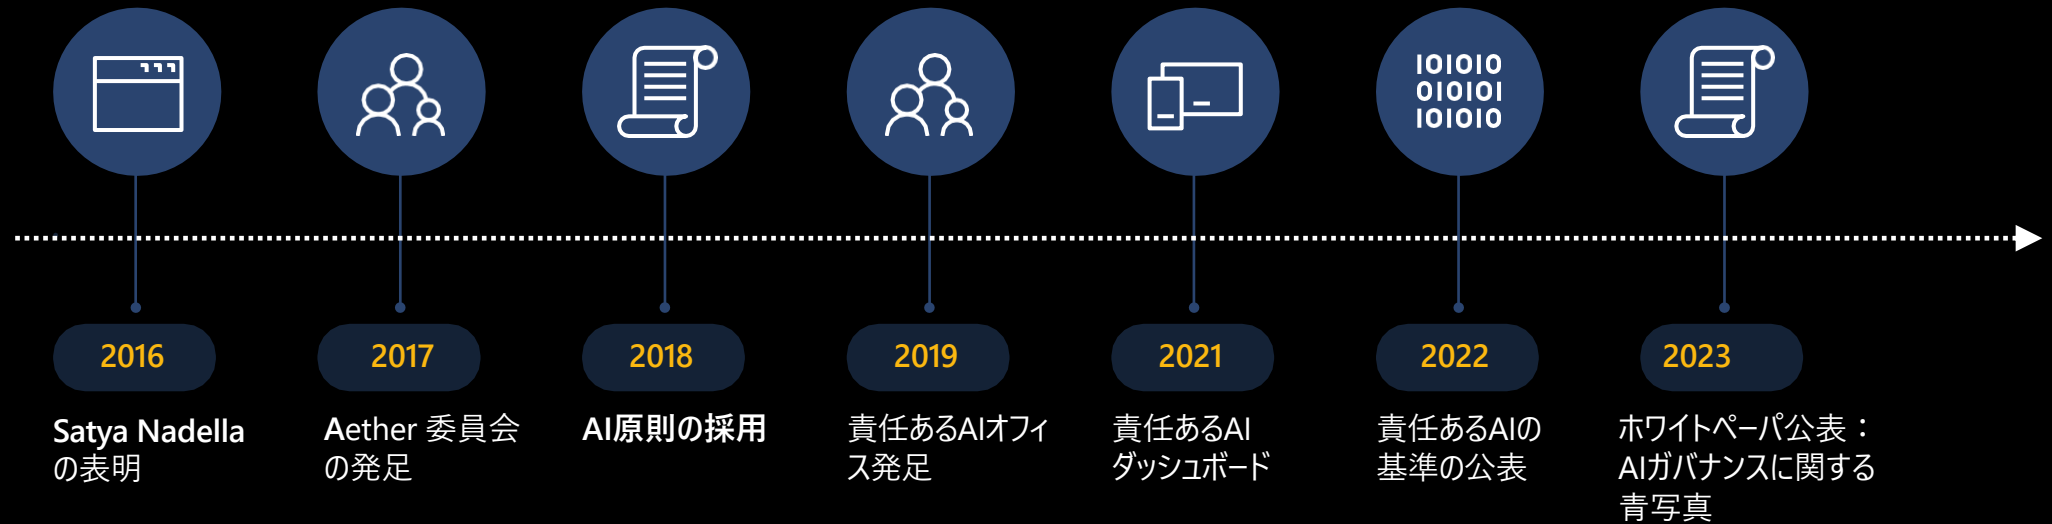 101010
010101
101010
2016
2017
2018
2019
2021
2022
2023
Satya Nadella
の表明
Aether 委員会
の発足
AI原則の採用
責任あるAIオフィ
ス発足
責任あるAI
ダッシュボード
責任あるAIの
基準の公表
ホワイトペーパ公表：
AIガバナンスに関する
青写真